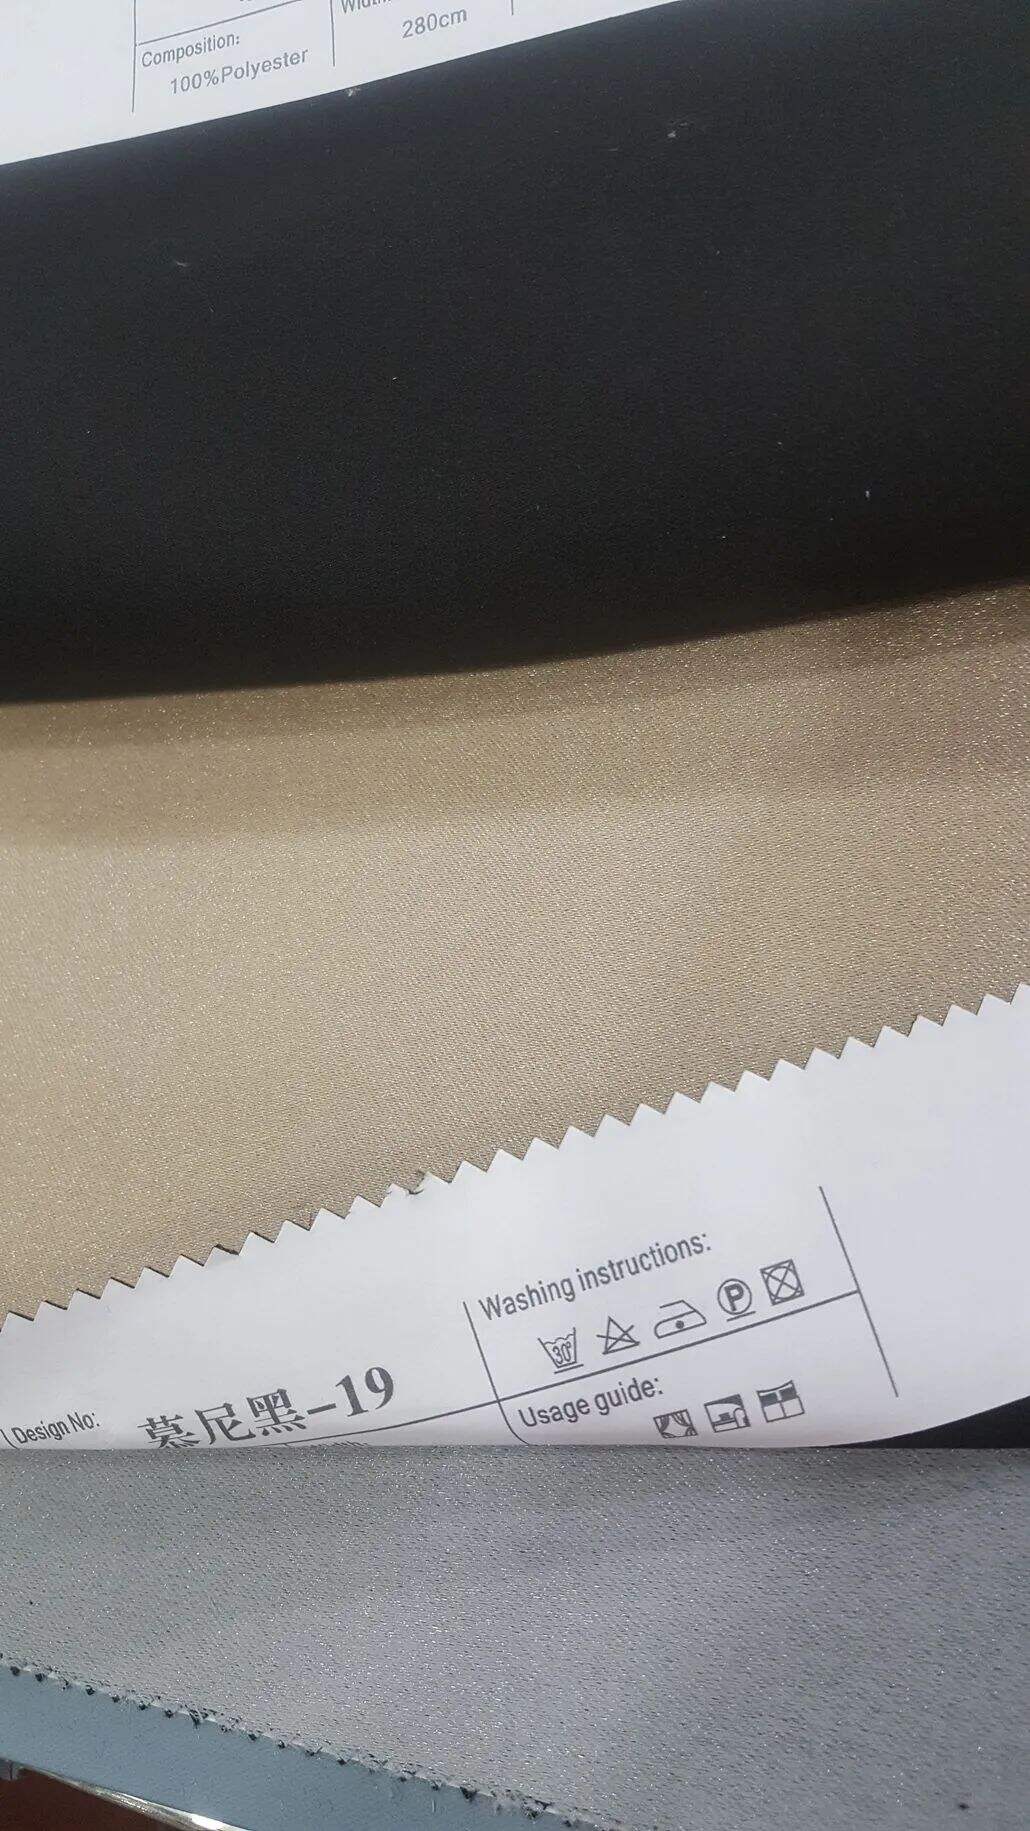 Composition:
100%Polyester
280cm
Washing instructions:
30°
P
Design No:
慕尼黑-19
Usage guide: